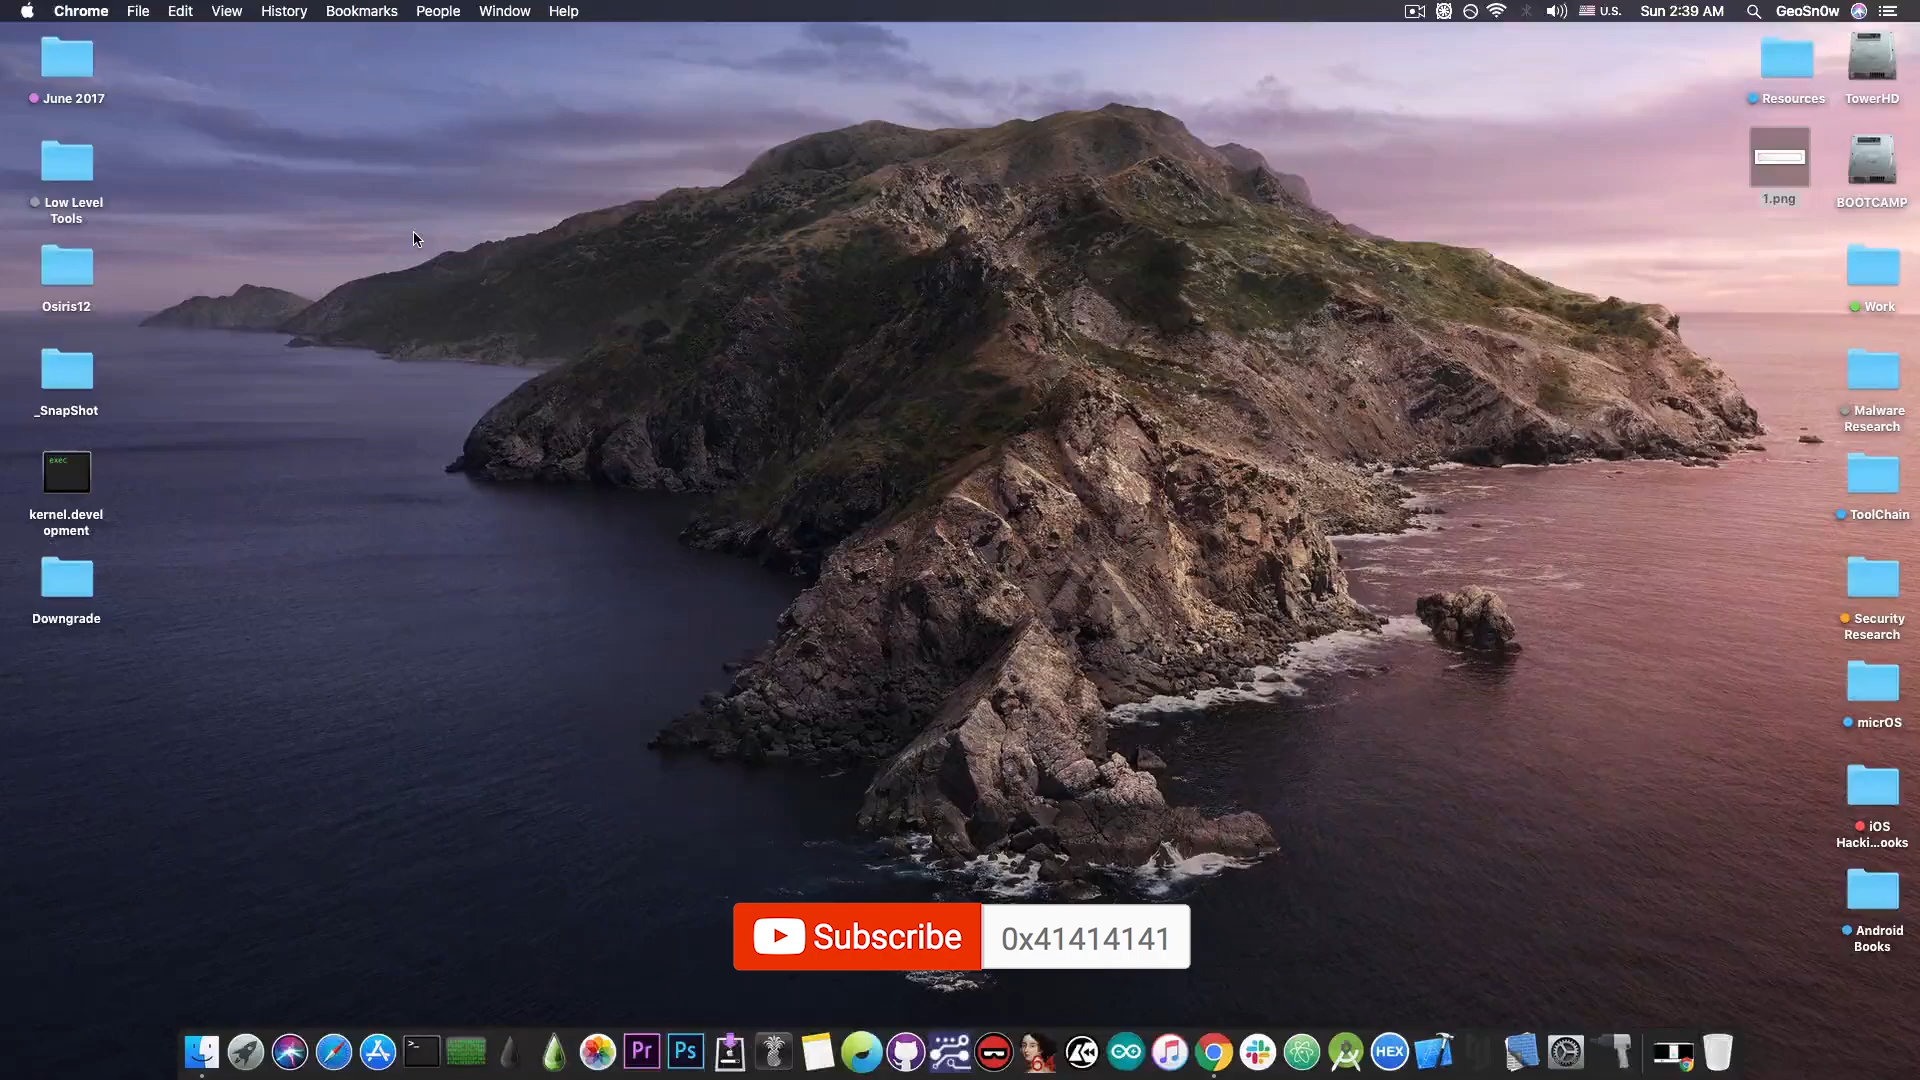 Chrome File Edit View History Bookmarks People Window Help
U.S. Sun 2:39 AM GeoSn0w
June 2017
Low Level
Tools
Osiris12
_SnapShot
exec
kernel.devel
opment
Downgrade
Resources
TowerHD
1.png
BOOTCAMP
Work
Malware
Research
ToolChain
Security
Research
micrOS
iOS
Hacki...ooks
Android
Books
Subscribe 0x41414141
Pr
Ps
HEX